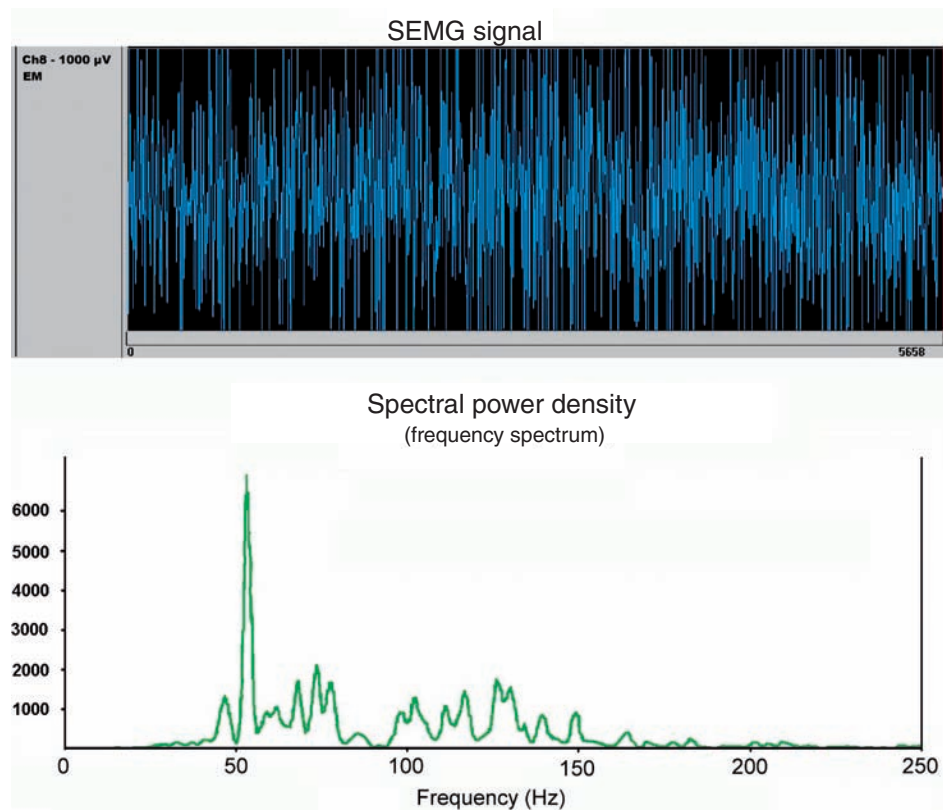 SEMG signal
Ch8 - 1000 µV
EM
0
5658
Spectral power density
(frequency spectrum)
6000
5000
4000
3000
2000
1000
0 50 100 150 200 250
Frequency (Hz)